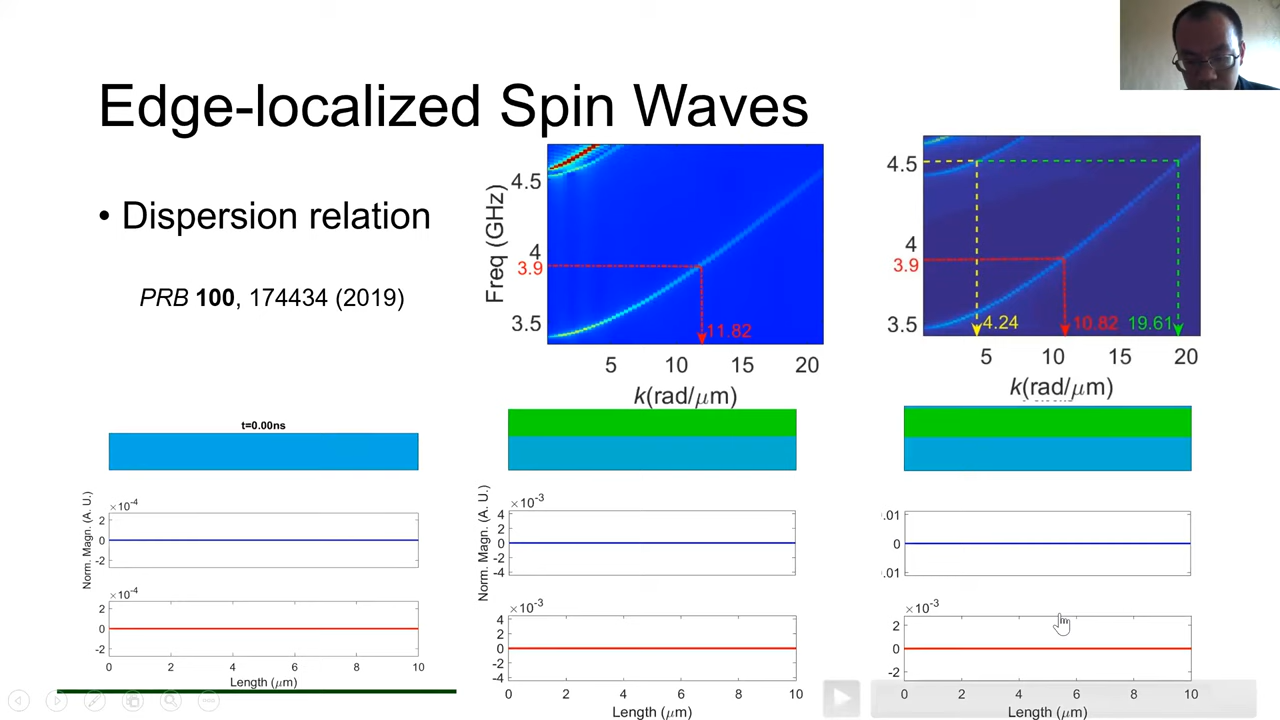 Edge-localized Spin Waves
• Dispersion relation
PRB 100, 174434 (2019)
Freq (GHz)
4.5
4
3.9
3.5
11.82
5 10 15 20
k(rad/μm)
4.5
4
3.9
3.5
4.24
10.82
19.61
5 10 15 20
k(rad/μm)
t=0.00ns
Norm. Magn. (A. U.)
×10-4
2
0
-2
×10-4
2
0
-2
0 2 4 6 8 10
Length (μm)
Norm. Magn. (A. U.)
×10-3
4
2
0
-2
-4
×10-3
4
2
0
-2
-4
0 2 4 6 8 10
Length (μm)
.01
0
.01
×10-3
2
0
-2
0 2 4 6 8 10
Length (μm)